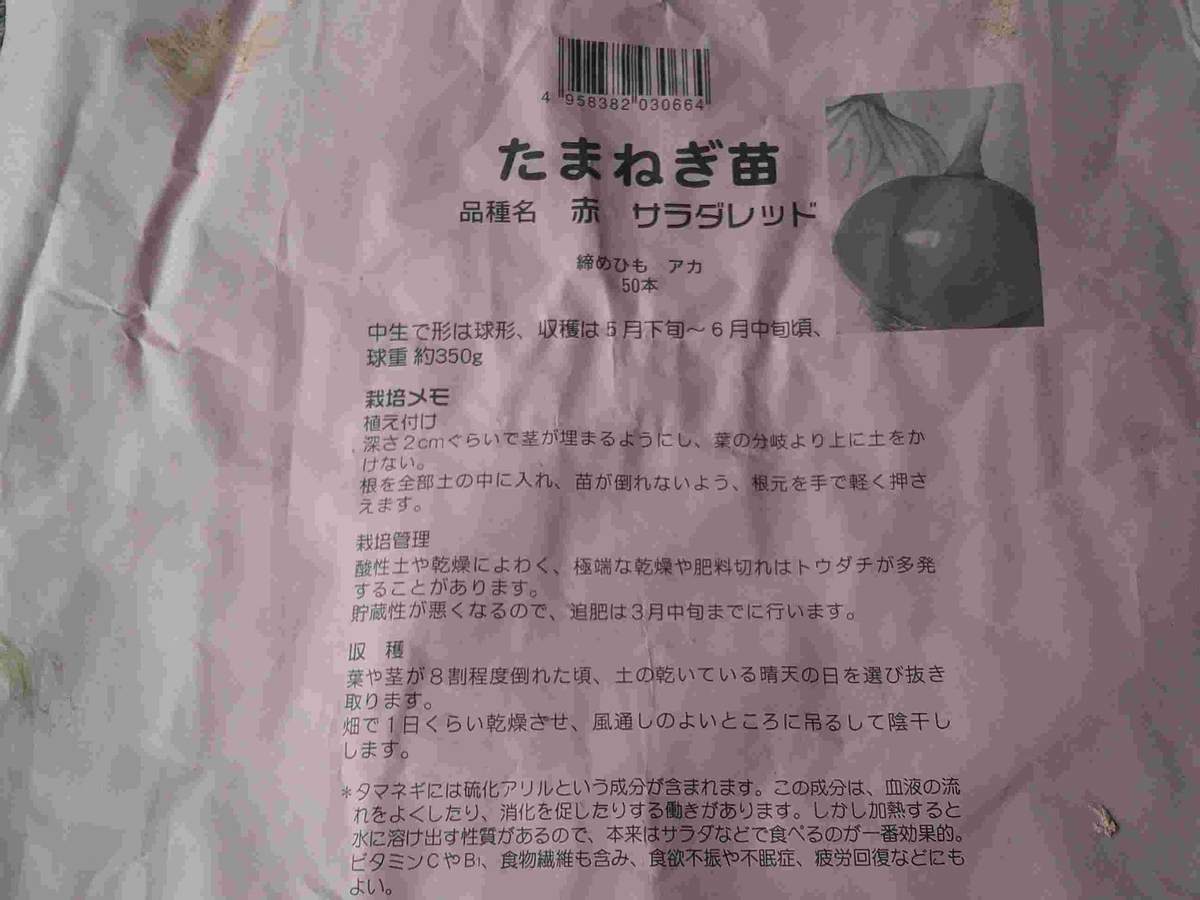 4 958382 030664
たまねぎ苗
品種名 赤 サラダレッド
締めひも アカ
50本
中生で形は球形、収穫は5月下旬～6月中旬頃、
球重 約350g
栽培メモ
植え付け
深さ2cmぐらいで茎が埋まるようにし、葉の分岐より上に土をか
けない。
根を全部土の中に入れ、苗が倒れないよう、根元を手で軽く押さ
えます。
栽培管理
酸性土や乾燥によわく、極端な乾燥や肥料切れはトウダチが多発
することがあります。
貯蔵性が悪くなるので、追肥は3月中旬までに行います。
収 穫
葉や茎が8割程度倒れた頃、土の乾いている晴天の日を選び抜き
取ります。
畑で1日くらい乾燥させ、風通しのよいところに吊るして陰干し
します。
*タマネギには硫化アリルという成分が含まれます。この成分は、血液の流
れをよくしたり、消化を促したりする働きがあります。しかし加熱すると
水に溶け出す性質があるので、本来はサラダなどで食べるのが一番効果的。
ビタミンCやB₁、食物繊維も含み、食欲不振や不眠症、疲労回復などにも
よい。